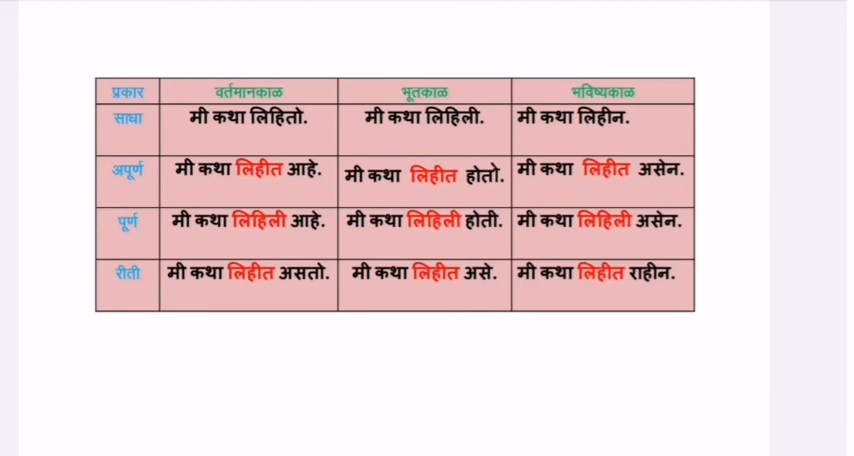 प्रकार वर्तमानकाळ भूतकाळ भविष्यकाळ
साधा मी कथा लिहितो. मी कथा लिहिली. मी कथा लिहीन.
अपूर्ण मी कथा लिहीत आहे. मी कथा लिहीत होतो. मी कथा लिहीत असेन.
पूर्ण मी कथा लिहिली आहे. मी कथा लिहिली होती. मी कथा लिहिली असेन.
रीती मी कथा लिहीत असतो. मी कथा लिहीत असे. मी कथा लिहीत राहीन.